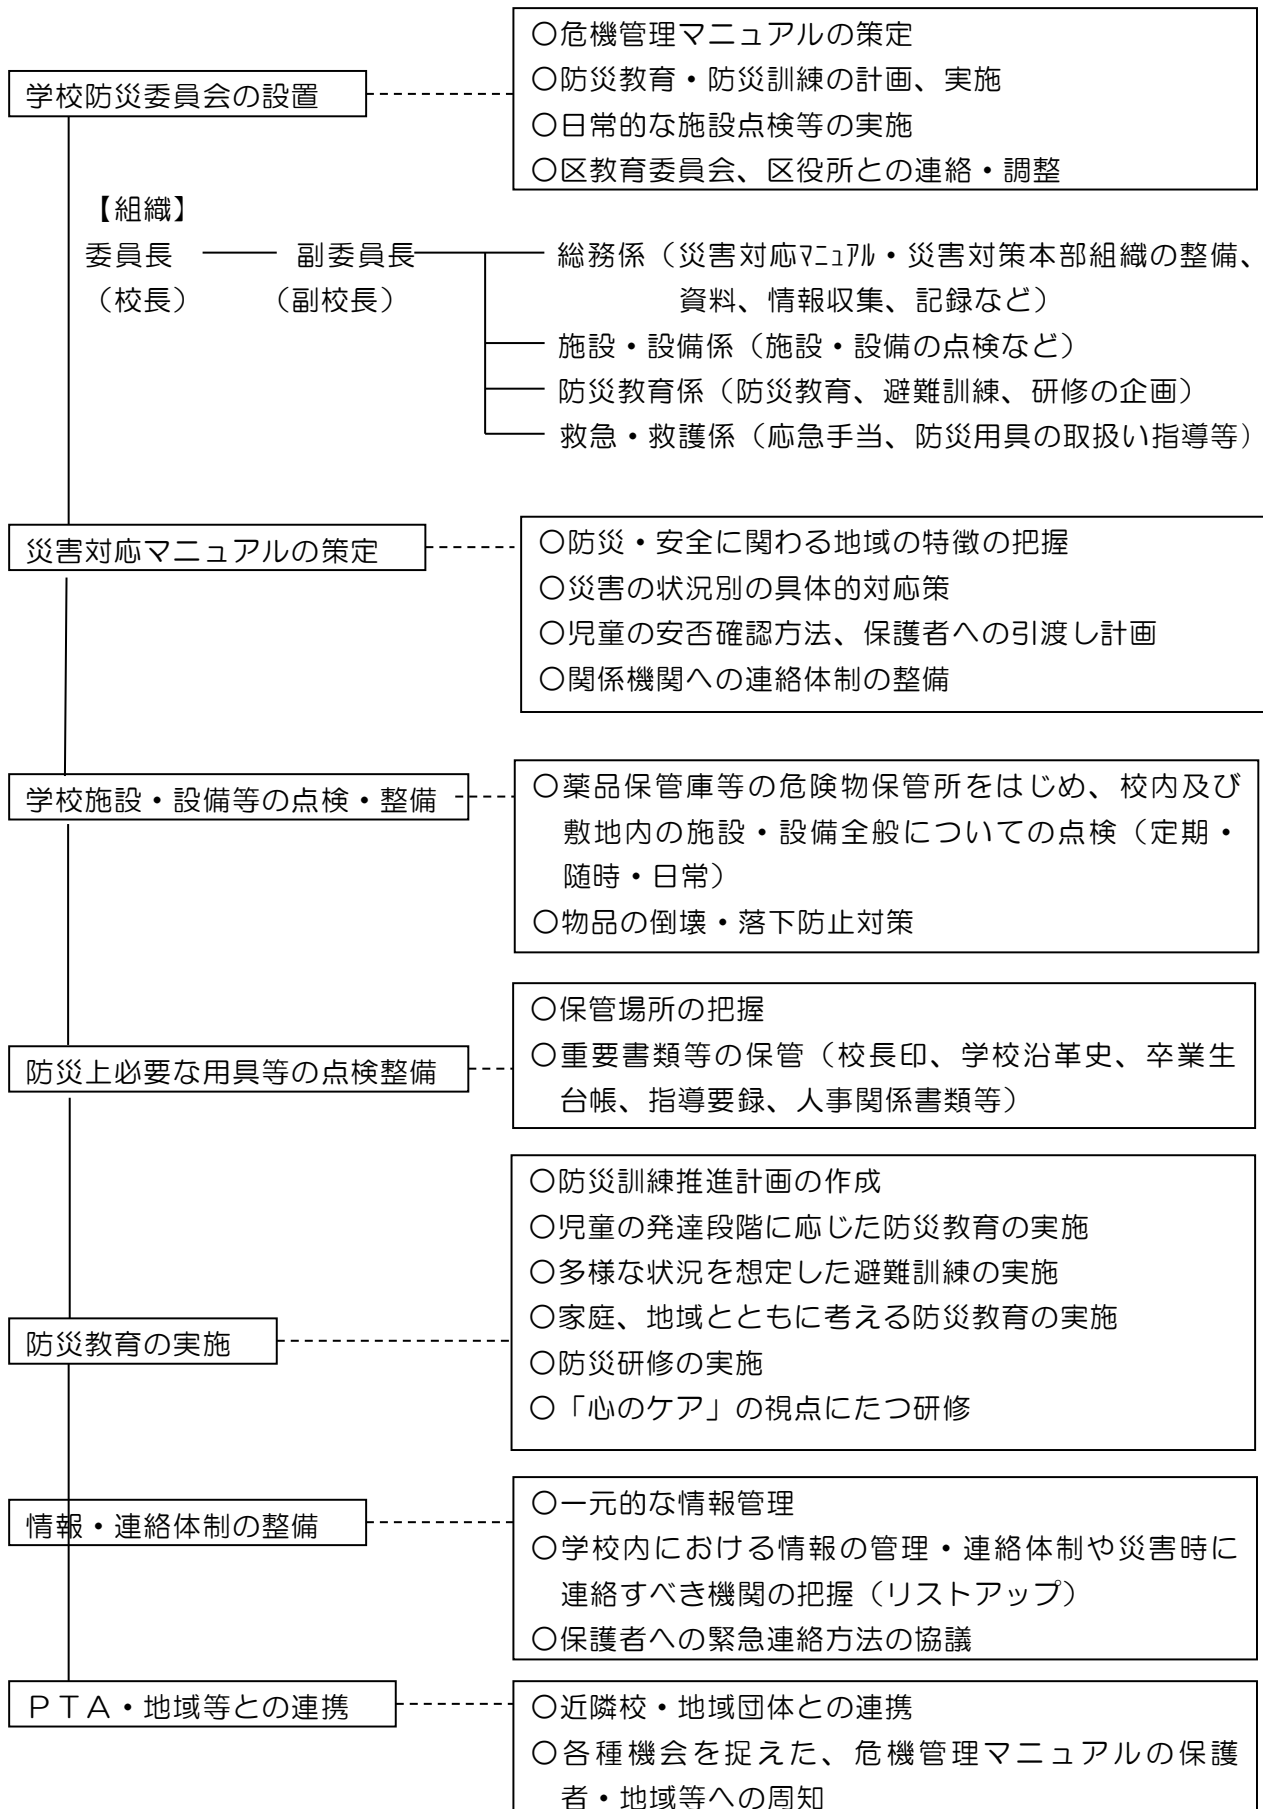 学校防災委員会の設置
〇危機管理マニュアルの策定
〇防災教育・防災訓練の計画、実施
〇日常的な施設点検等の実施
〇区教育委員会、区役所との連絡・調整
【組織】
委員長 副委員長 総務係（災害対応ﾏﾆｭｱﾙ・災害対策本部組織の整備、
（校長） （副校長） 資料、情報収集、記録など）
施設・設備係（施設・設備の点検など）
防災教育係（防災教育、避難訓練、研修の企画）
救急・救護係（応急手当、防災用具の取扱い指導等）
災害対応マニュアルの策定
〇防災・安全に関わる地域の特徴の把握
〇災害の状況別の具体的対応策
〇児童の安否確認方法、保護者への引渡し計画
〇関係機関への連絡体制の整備
学校施設・設備等の点検・整備
〇薬品保管庫等の危険物保管所をはじめ、校内及び
敷地内の施設・設備全般についての点検（定期・
随時・日常）
〇物品の倒壊・落下防止対策
防災上必要な用具等の点検整備
〇保管場所の把握
〇重要書類等の保管（校長印、学校沿革史、卒業生
台帳、指導要録、人事関係書類等）
防災教育の実施
〇防災訓練推進計画の作成
〇児童の発達段階に応じた防災教育の実施
〇多様な状況を想定した避難訓練の実施
〇家庭、地域とともに考える防災教育の実施
〇防災研修の実施
〇「心のケア」の視点にたつ研修
情報・連絡体制の整備
〇一元的な情報管理
〇学校内における情報の管理・連絡体制や災害時に
連絡すべき機関の把握（リストアップ）
〇保護者への緊急連絡方法の協議
ＰＴＡ・地域等との連携
〇近隣校・地域団体との連携
〇各種機会を捉えた、危機管理マニュアルの保護
者・地域等への周知